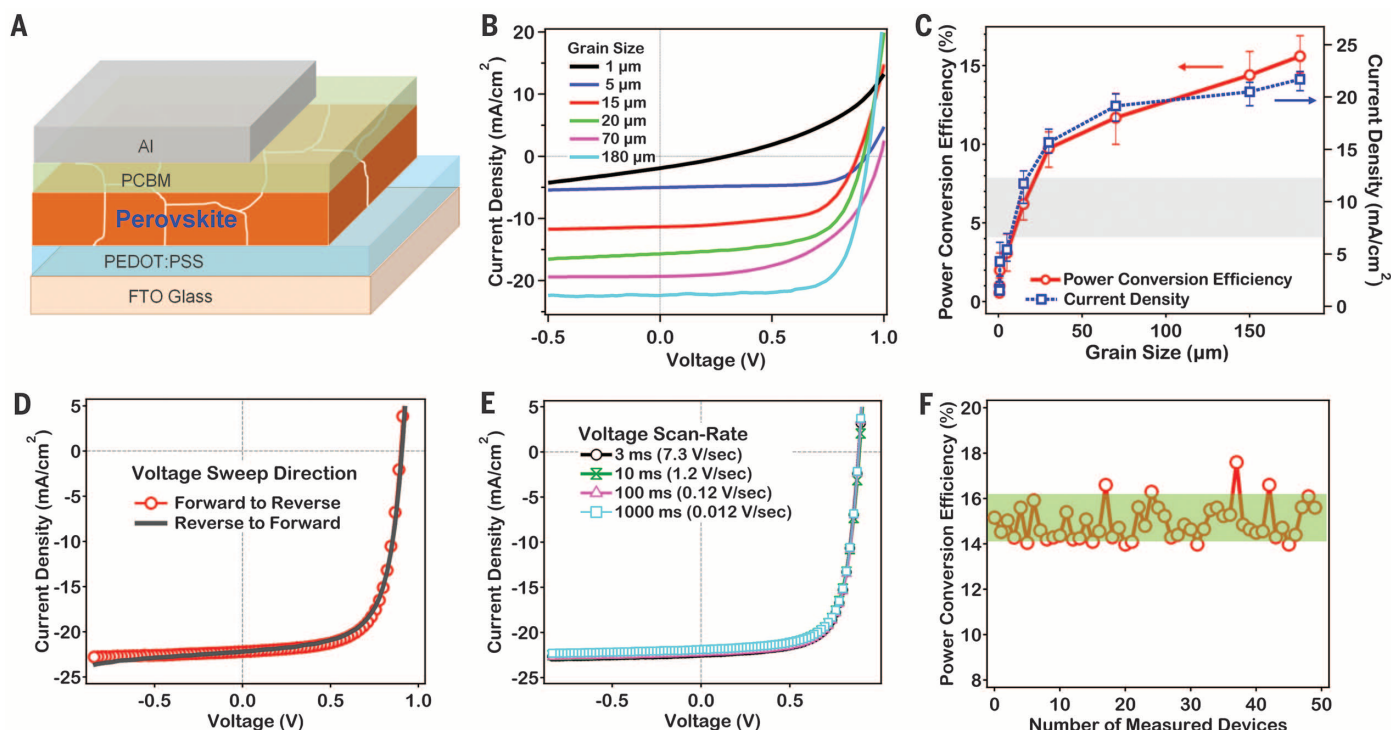 A
Al
PCBM
Perovskite
PEDOT:PSS
FTO Glass
B
Current Density (mA/cm2)
20
10
0
-10
-20
Grain Size
1 µm
5 µm
15 µm
20 µm
70 µm
180 µm
-0.5
0.0
0.5
1.0
Voltage (V)
C
Power Conversion Efficiency (%)
15
10
5
0
Power Conversion Efficiency
Current Density
25
20
15
10
5
0
Current Density (mA/cm2)
0
50
100
150
Grain Size (µm)
D
Current Density (mA/cm2)
5
0
-5
-10
-15
-20
-25
Voltage Sweep Direction
Forward to Reverse
Reverse to Forward
-0.5
0.0
0.5
1.0
Voltage (V)
E
Current Density (mA/cm2)
5
0
-5
-10
-15
-20
-25
Voltage Scan-Rate
3 ms (7.3 V/sec)
10 ms (1.2 V/sec)
100 ms (0.12 V/sec)
1000 ms (0.012 V/sec)
-0.5
0.0
0.5
Voltage (V)
F
Power Conversion Efficiency (%)
20
18
16
14
12
10
8
0
10
20
30
40
50
Number of Measured Devices